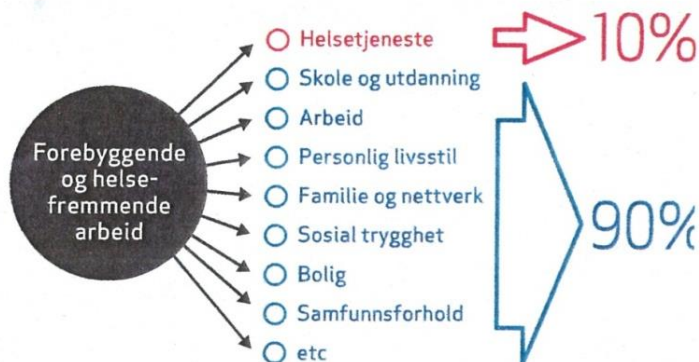 Forebyggende
og helse-
fremmende
arbeid
Helsetjeneste
Skole og utdanning
Arbeid
Personlig livsstil
Familie og nettverk
Sosial trygghet
Bolig
Samfunnsforhold
etc
10%
90%